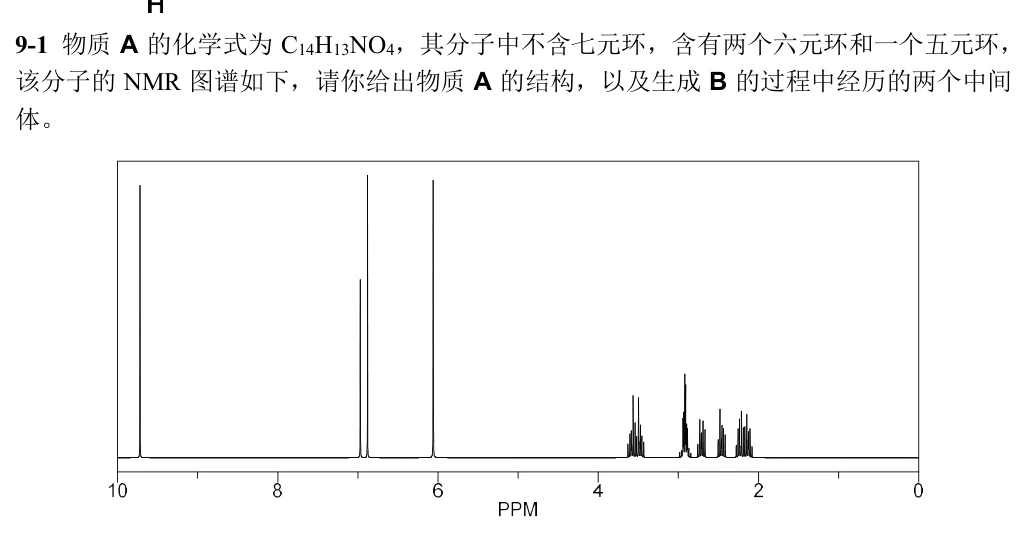 H
9-1 物质 A 的化学式为 C₁₄H₁₃NO₄，其分子中不含七元环，含有两个六元环和一个五元环，
该分子的 NMR 图谱如下，请你给出物质 A 的结构，以及生成 B 的过程中经历的两个中间
体。
10 8 6 4 2 0
PPM